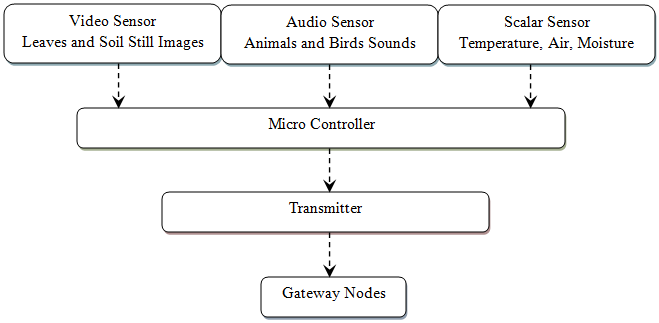 Video Sensor
Leaves and Soil Still Images
Audio Sensor
Animals and Birds Sounds
Scalar Sensor
Temperature, Air, Moisture
Micro Controller
Transmitter
Gateway Nodes